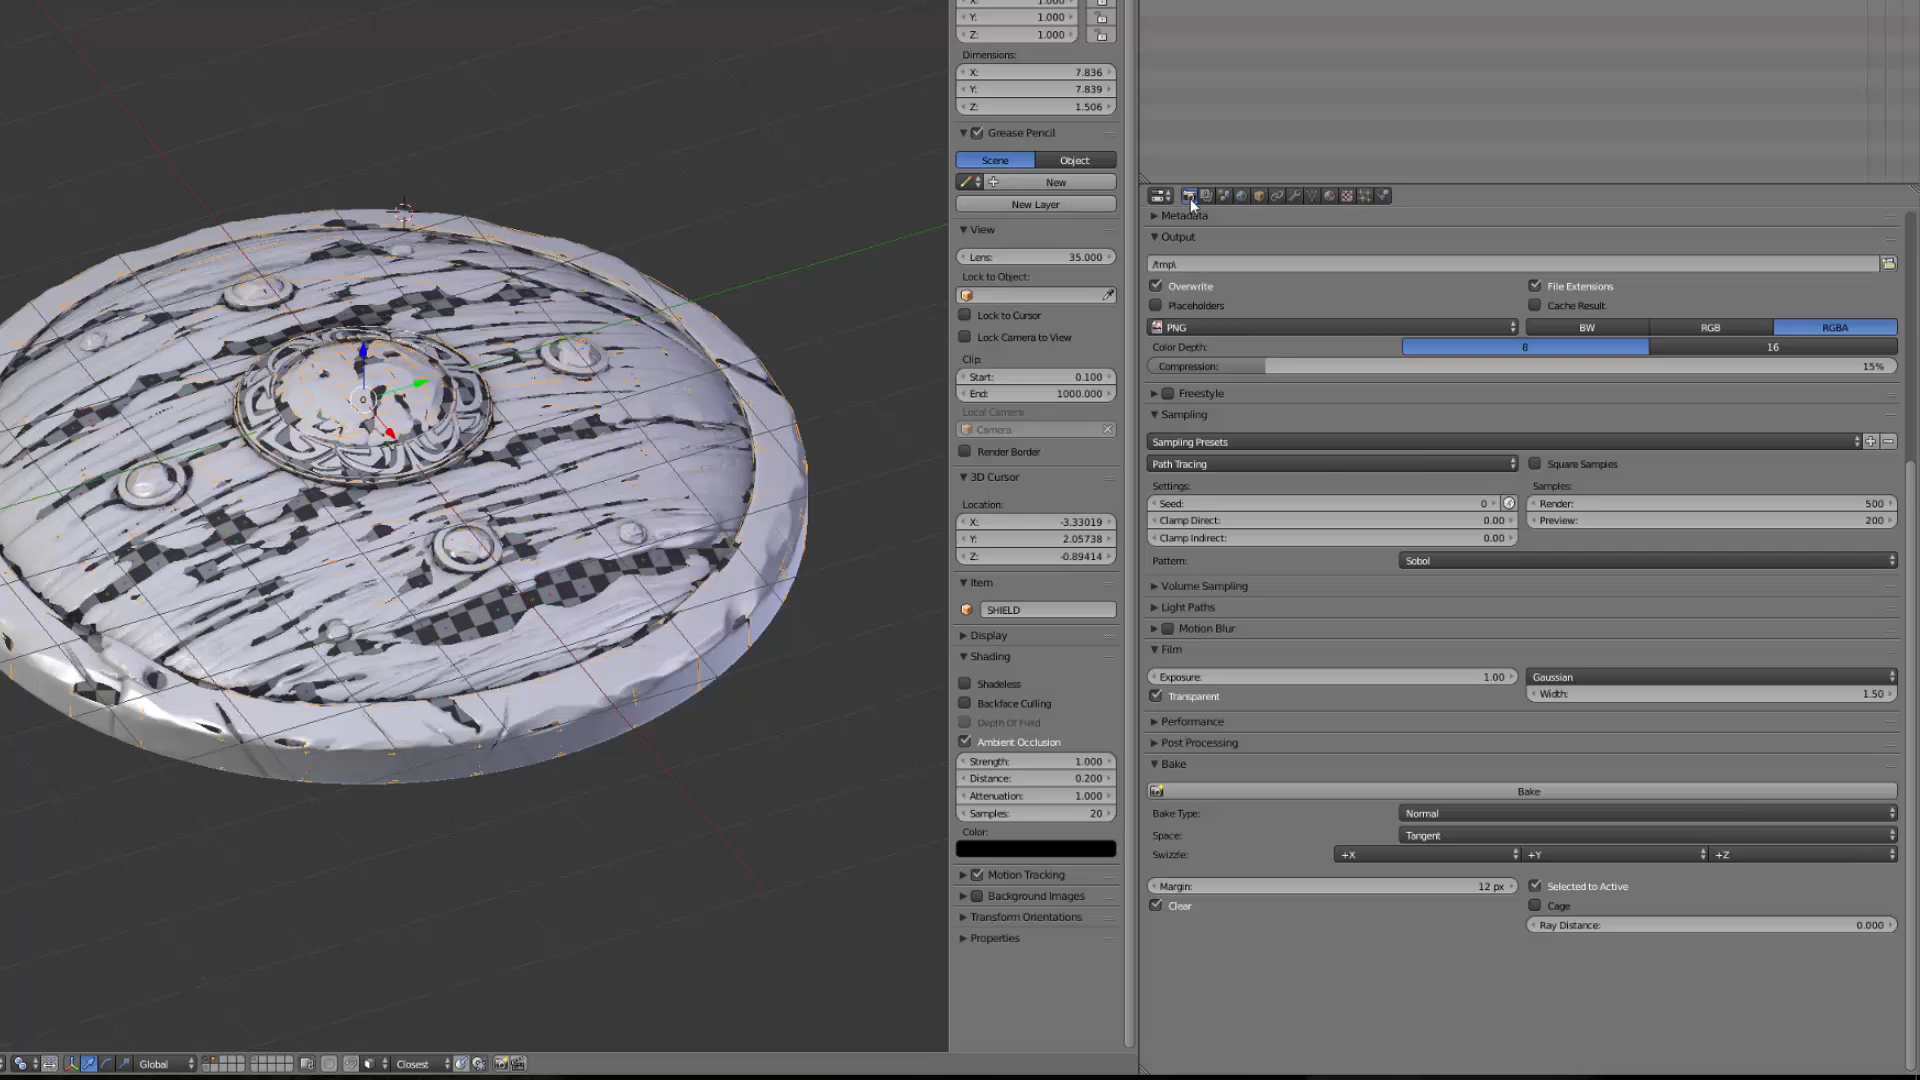 X: 1.000
Y: 1.000
Z: 1.000
Dimensions:
X: 7.836
Y: 7.839
Z: 1.506
Grease Pencil
Scene Object
New
New Layer
View
Lens: 35.000
Lock to Object:
Lock to Cursor
Lock Camera to View
Clip:
Start: 0.100
End: 1000.000
Local Camera
Camera
Render Border
3D Cursor
Location:
X: -3.33019
Y: 2.05738
Z: -0.89414
Item
SHIELD
Display
Shading
Shadeless
Backface Culling
Depth Of Field
Ambient Occlusion
Strength: 1.000
Distance: 0.200
Attenuation: 1.000
Samples: 20
Color:
Motion Tracking
Background Images
Transform Orientations
Properties
Global
Closest
Metadata
Output
/tmp\
Overwrite File Extensions
Placeholders Cache Result
PNG BW RGB RGBA
Color Depth: 8 16
Compression: 15%
Freestyle
Sampling
Sampling Presets
Path Tracing Square Samples
Settings: Samples:
Seed: 0 Render: 500
Clamp Direct: 0.00 Preview: 200
Clamp Indirect: 0.00
Pattern: Sobol
Volume Sampling
Light Paths
Motion Blur
Film
Exposure: 1.00 Gaussian
Transparent Width: 1.50
Performance
Post Processing
Bake
Bake
Bake Type: Normal
Space: Tangent
Swizzle: +X +Y +Z
Margin: 12 px Selected to Active
Clear Cage
Ray Distance: 0.000